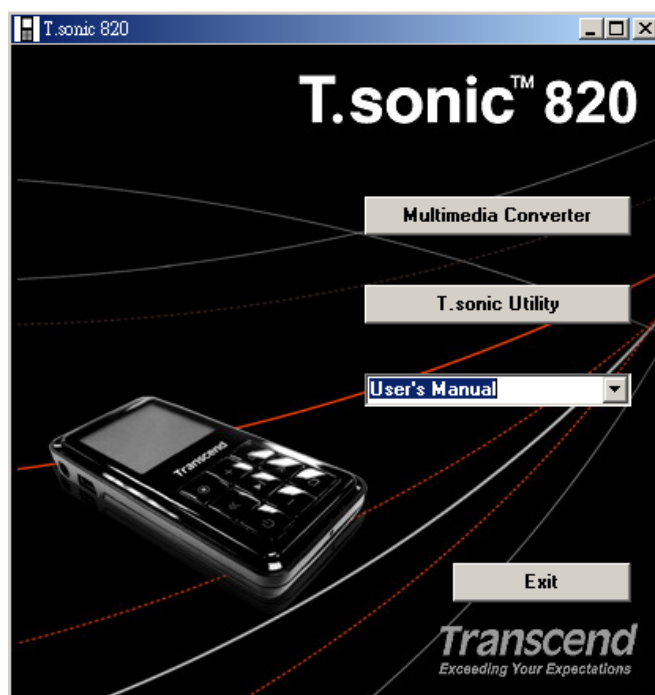 T.sonic 820
T.sonic™ 820
Multimedia Converter
T.sonic Utility
User's Manual
Transcend
Exit
Transcend
Exceeding Your Expectations